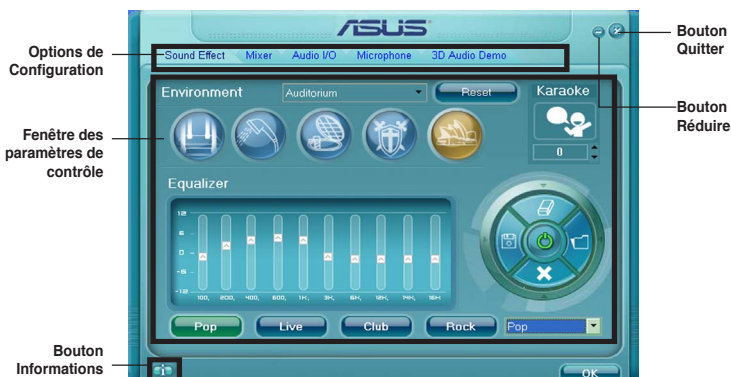 ASUS
Bouton
Quitter
Options de
Configuration
Sound Effect Mixer Audio I/O Microphone 3D Audio Demo
Bouton
Réduire
Environment Auditorium Reset Karaoke
Fenêtre des
paramètres de
contrôle
0
Equalizer
12
6
0
-6
-12
100, 200, 400, 600, 1K, 3K, 6K, 12K, 14K, 16K
Pop Live Club Rock Pop
Bouton
Informations
i
OK